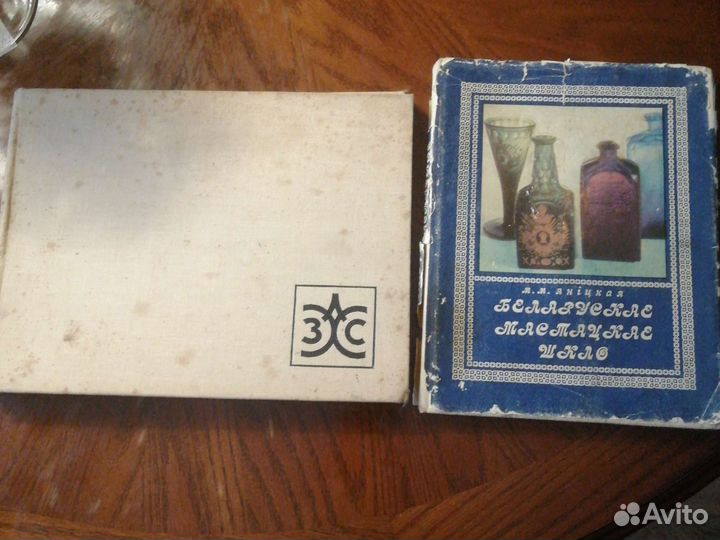 ЗАС
М.М. ЯНІЦКАЯ
БЕЛАРУСКАЕ
МАСТАЦКАЕ
ШКЛО
Avito